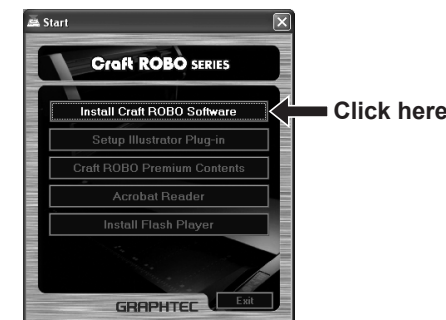 Start
Craft ROBO SERIES
Install Craft ROBO Software
Click here
Setup Illustrator Plug-in
Craft ROBO Premium Contents
Acrobat Reader
Install Flash Player
GRAPHTEC
Exit